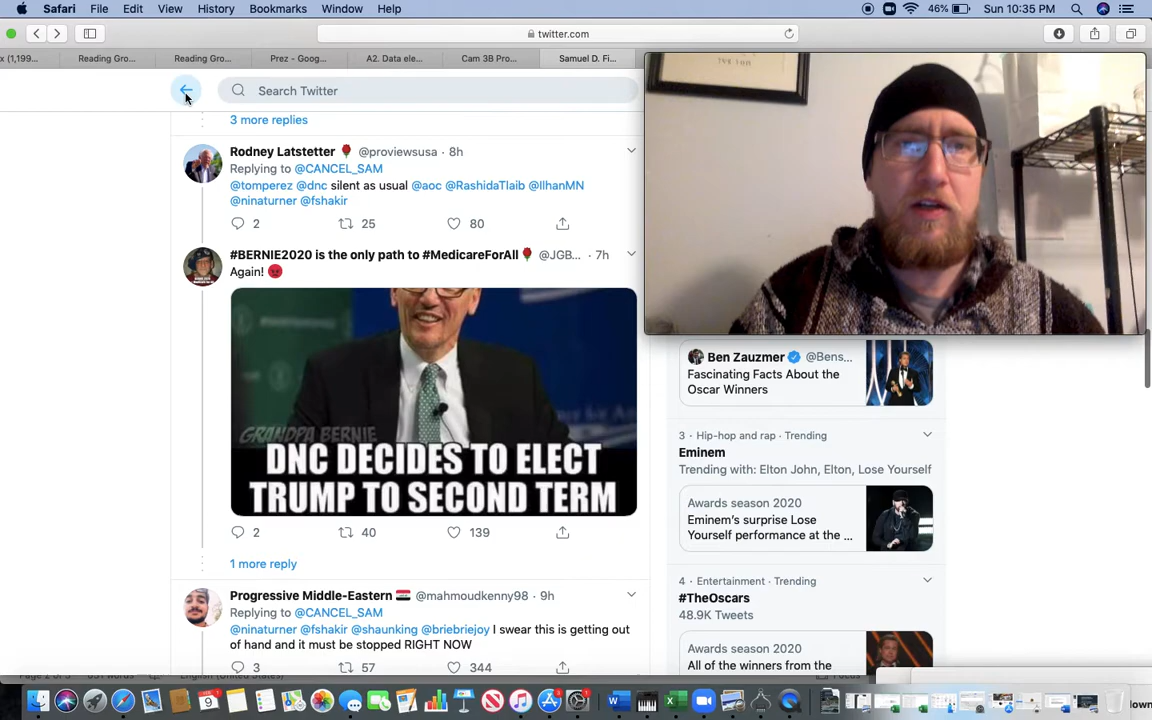 Safari File Edit View History Bookmarks Window Help
46% Sun 10:35 PM
twitter.com
x (1,199... Reading Gro... Reading Gro... Prez - Goog... A2. Data ele... Cam 3B Pro... Samuel D. Fi...
Search Twitter
3 more replies
Rodney Latstetter @proviewsusa · 8h
Replying to @CANCEL_SAM
@tomperez @dnc silent as usual @aoc @RashidaTlaib @IlhanMN
@ninaturner @fshakir
2 25 80
#BERNIE2020 is the only path to #MedicareForAll @JGB... · 7h
Again!
GRANDPA BERNIE
DNC DECIDES TO ELECT
TRUMP TO SECOND TERM
2 40 139
1 more reply
Progressive Middle-Eastern @mahmoudkenny98 · 9h
Replying to @CANCEL_SAM
@ninaturner @fshakir @shaunking @briebriejoy I swear this is getting out
of hand and it must be stopped RIGHT NOW
3 57 344
Ben Zauzmer @Bens...
Fascinating Facts About the
Oscar Winners
3 · Hip-hop and rap · Trending
Eminem
Trending with: Elton John, Elton, Lose Yourself
Awards season 2020
Eminem's surprise Lose
Yourself performance at the ...
4 · Entertainment · Trending
#TheOscars
48.9K Tweets
Awards season 2020
All of the winners from the